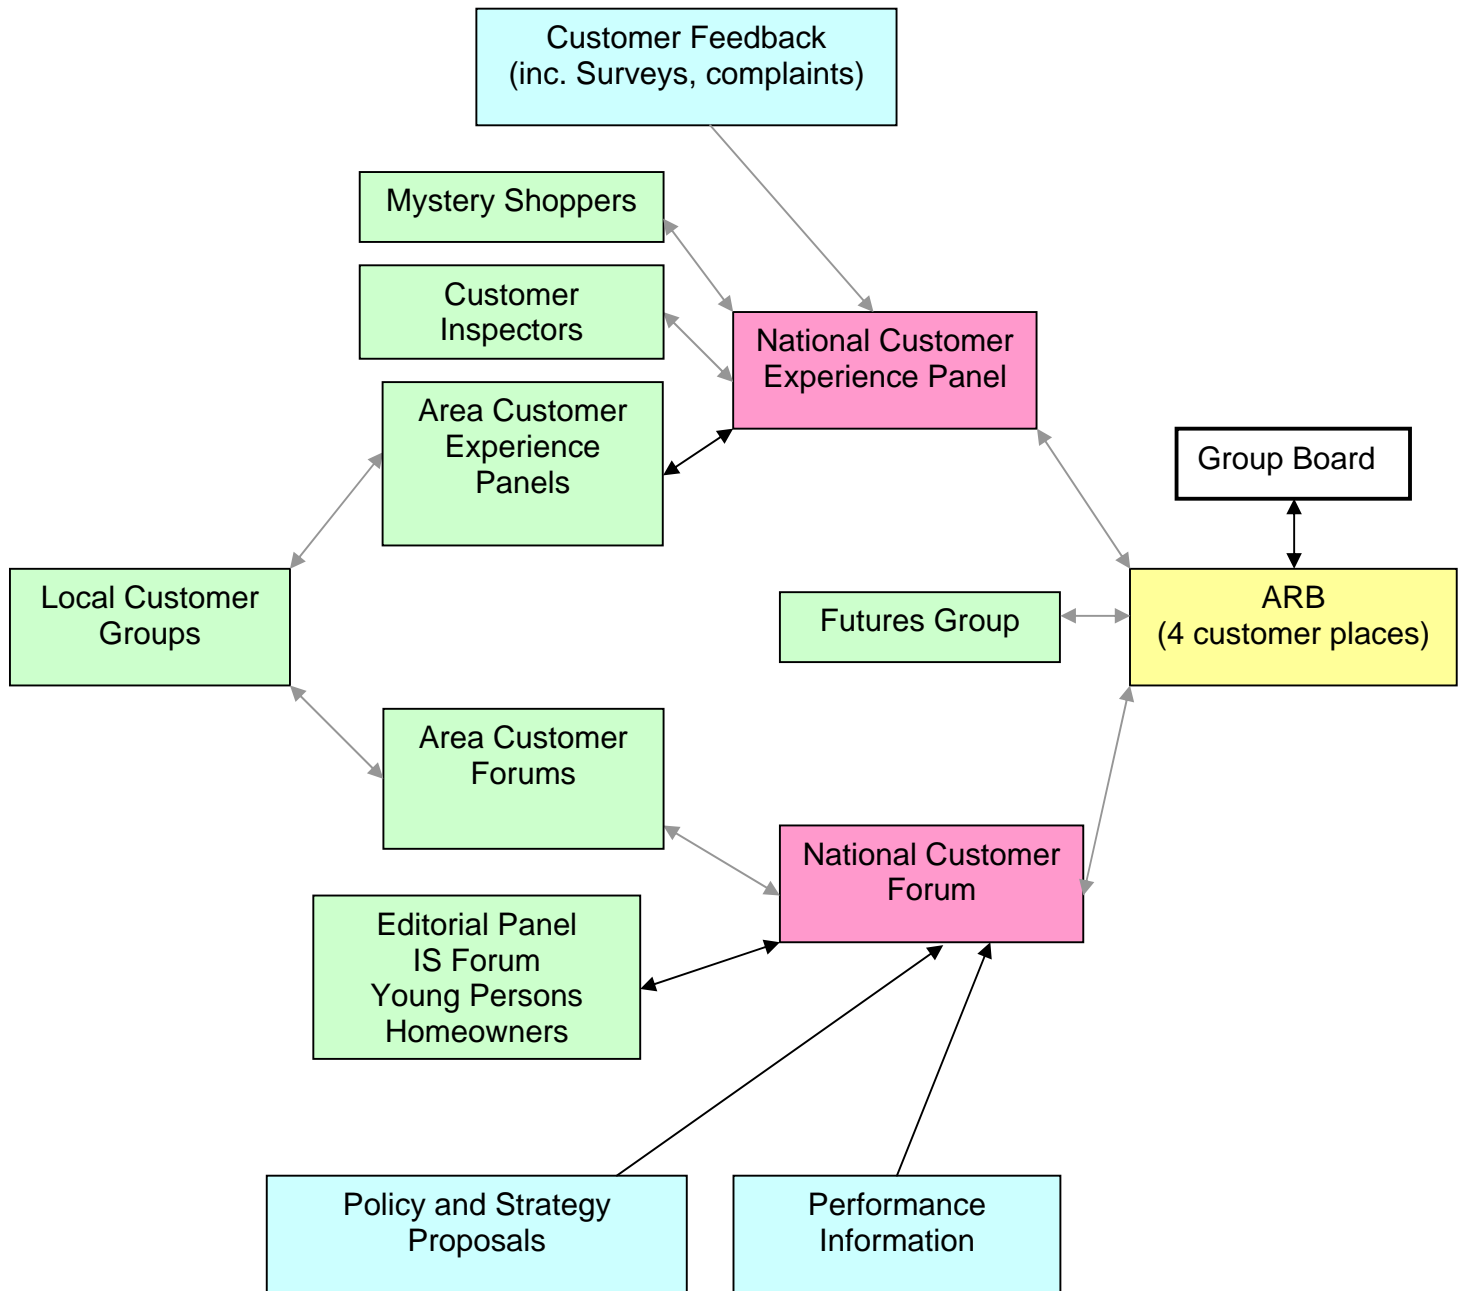 Customer Feedback
(inc. Surveys, complaints)
Mystery Shoppers
Customer
Inspectors
National Customer
Experience Panel
Area Customer
Experience
Panels
Group Board
Local Customer
Groups
Futures Group
ARB
(4 customer places)
Area Customer
Forums
National Customer
Forum
Editorial Panel
IS Forum
Young Persons
Homeowners
Policy and Strategy
Proposals
Performance
Information